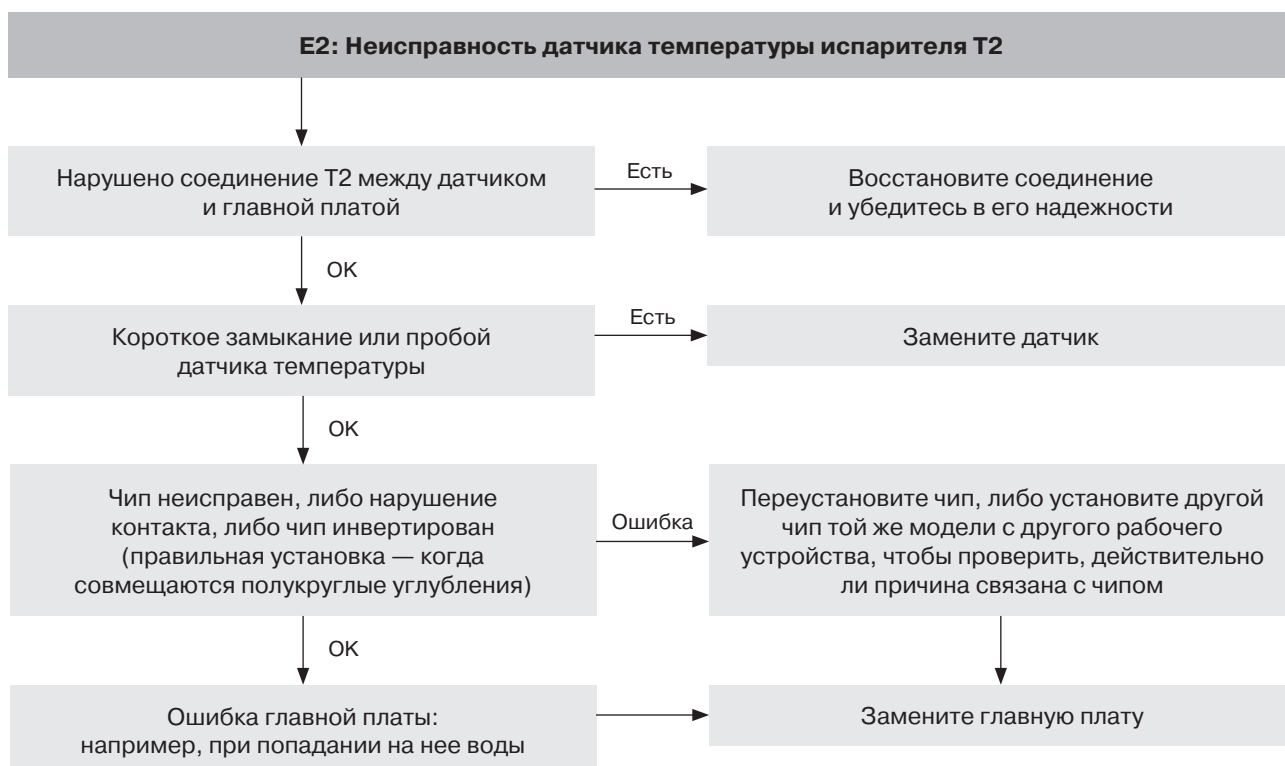 E2: Неисправность датчика температуры испарителя T2
Нарушено соединение T2 между датчиком
и главной платой
Есть
Восстановите соединение
и убедитесь в его надежности
ОК
Короткое замыкание или пробой
датчика температуры
Есть
Замените датчик
ОК
Чип неисправен, либо нарушение
контакта, либо чип инвертирован
(правильная установка — когда
совмещаются полукруглые углубления)
Ошибка
Переустановите чип, либо установите другой
чип той же модели с другого рабочего
устройства, чтобы проверить, действительно
ли причина связана с чипом
ОК
Ошибка главной платы:
например, при попадании на нее воды
Замените главную плату